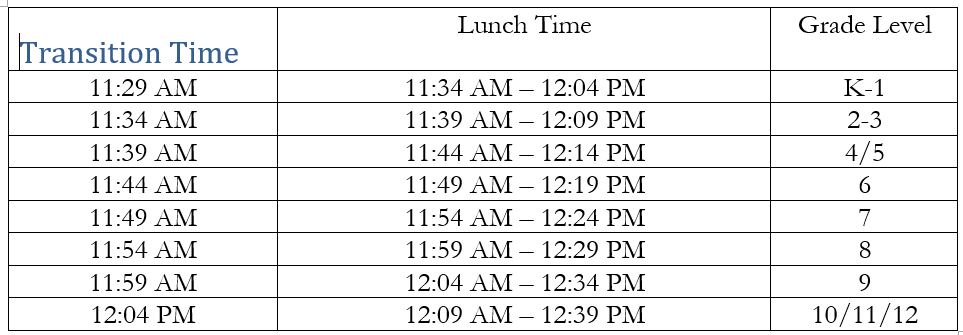 Transition Time Lunch Time Grade Level
11:29 AM 11:34 AM – 12:04 PM K-1
11:34 AM 11:39 AM – 12:09 PM 2-3
11:39 AM 11:44 AM – 12:14 PM 4/5
11:44 AM 11:49 AM – 12:19 PM 6
11:49 AM 11:54 AM – 12:24 PM 7
11:54 AM 11:59 AM – 12:29 PM 8
11:59 AM 12:04 AM – 12:34 PM 9
12:04 PM 12:09 AM – 12:39 PM 10/11/12